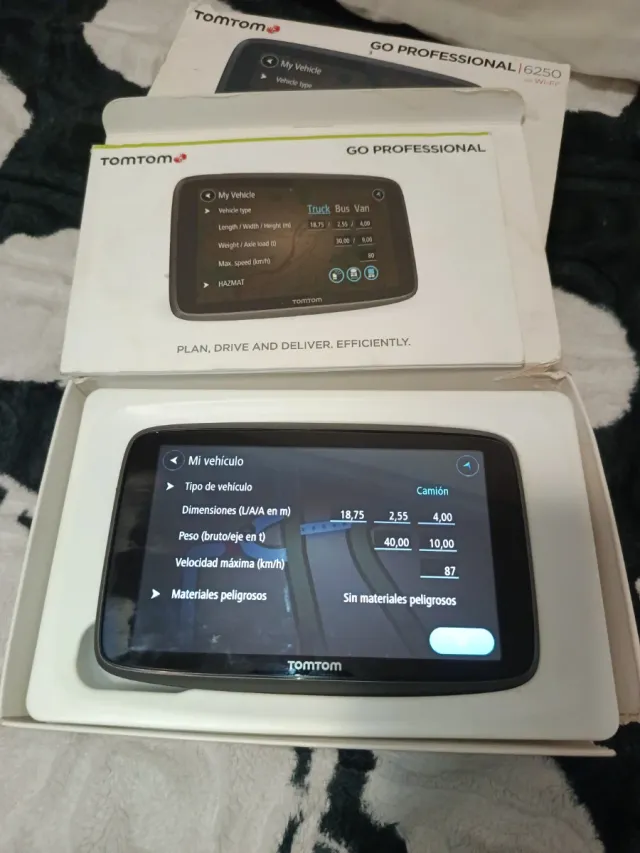 TOMTOM
GO PROFESSIONAL | 6250
My Vehicle
Vehicle type
TOMTOM
GO PROFESSIONAL
My Vehicle
Vehicle type Truck Bus Van
Length / Width / Height (m) 18,75 / 2,55 / 4,00
Weight / Axle load (t) 30,00 /
Max. speed (km/h) 80
HAZMAT
TOMTOM
PLAN, DRIVE AND DELIVER. EFFICIENTLY.
Mi vehículo
Tipo de vehículo Camión
Dimensiones (L/A/A en m) 18,75 2,55 4,00
Peso (bruto/eje en t) 40,00 10,00
Velocidad máxima (km/h) 87
Materiales peligrosos Sin materiales peligrosos
TOMTOM